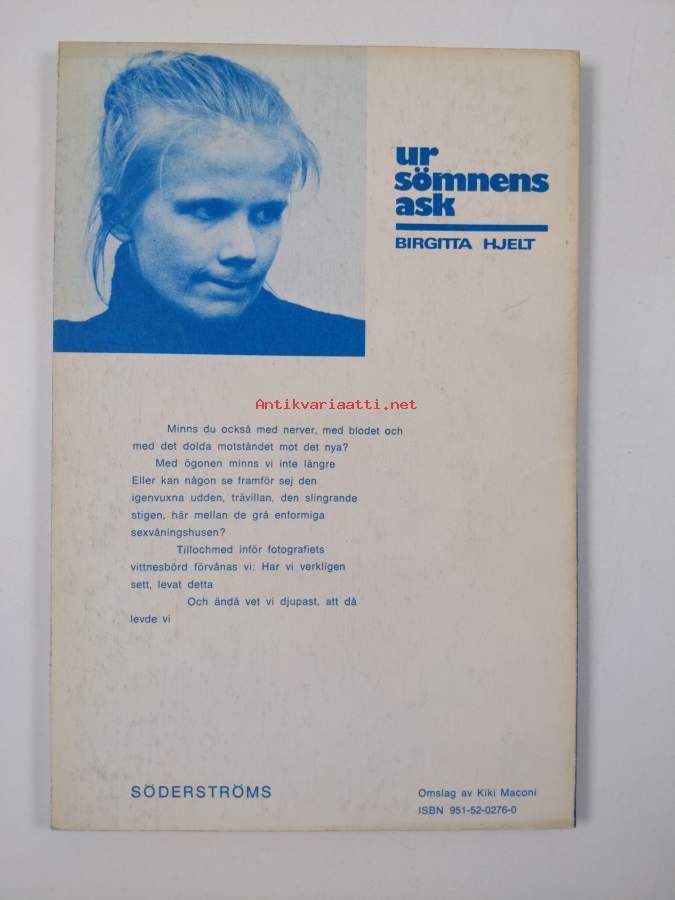 ur
sömnens
ask
BIRGITTA HJELT
Antikvariaatti.net
Minns du också med nerver, med blodet och
med det dolda motståndet mot det nya?
Med ögonen minns vi inte längre
Eller kan någon se framför sej den
igenvuxna udden, trävillan, den slingrande
stigen, här mellan de grå enformiga
sexvåningshusen?
Tillochmed inför fotografiets
vittnesbörd förvånas vi: Har vi verkligen
sett, levat detta
Och ändå vet vi djupast, att då
levde vi
SÖDERSTRÖMS
Omslag av Kiki Maconi
ISBN 951-52-0276-0